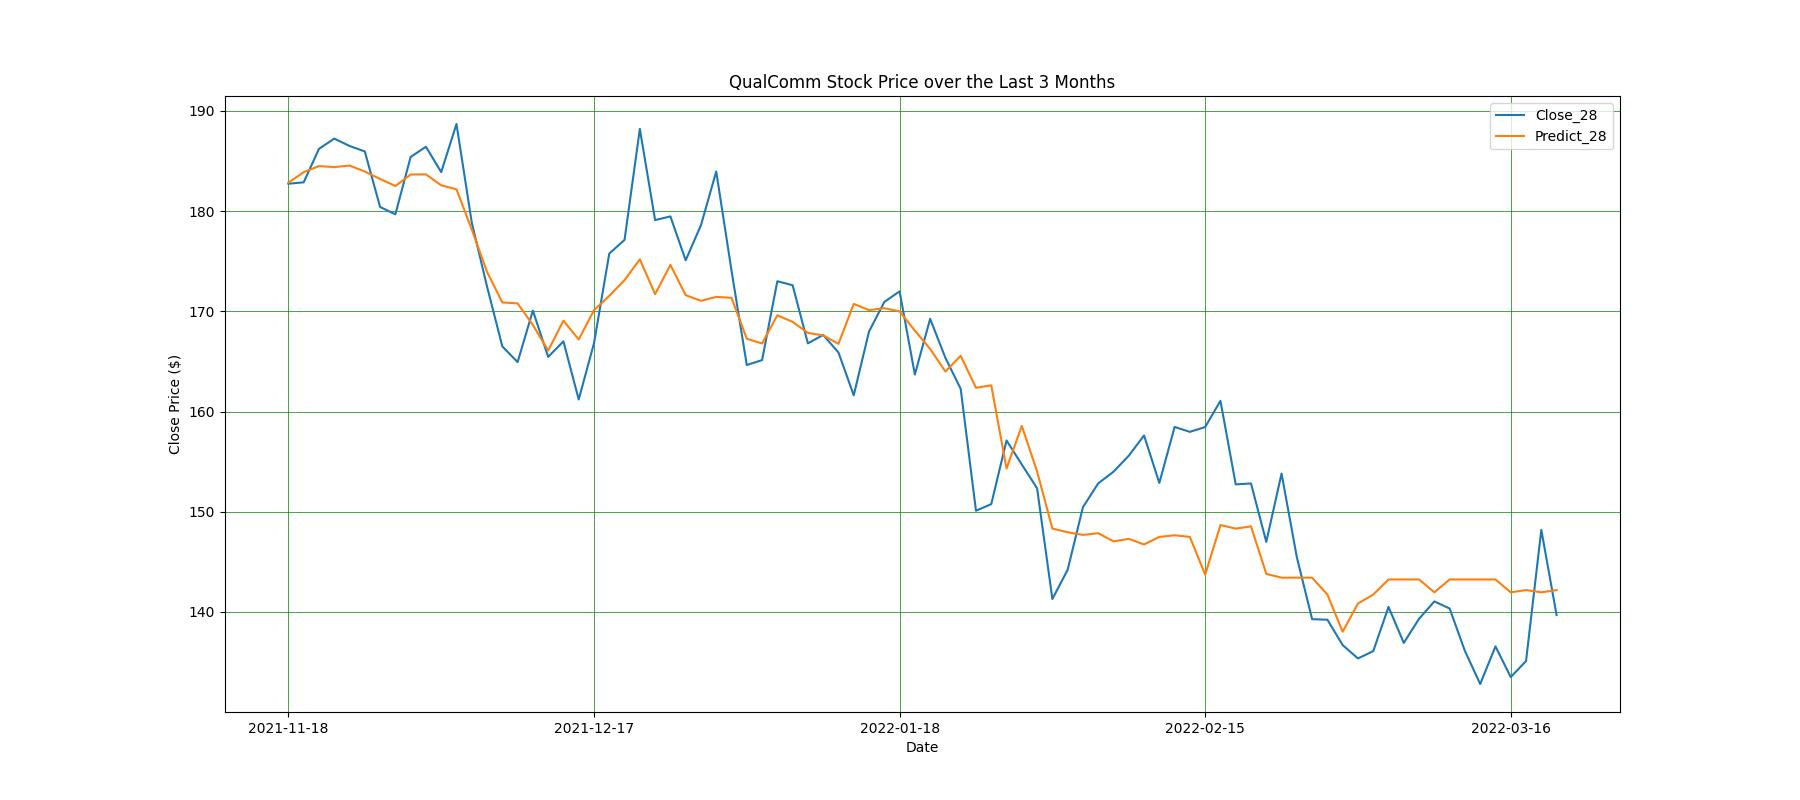 QualComm Stock Price over the Last 3 Months
Close_28
Predict_28
190
180
170
160
150
140
Close Price ($)
2021-11-18
2021-12-17
2022-01-18
2022-02-15
2022-03-16
Date